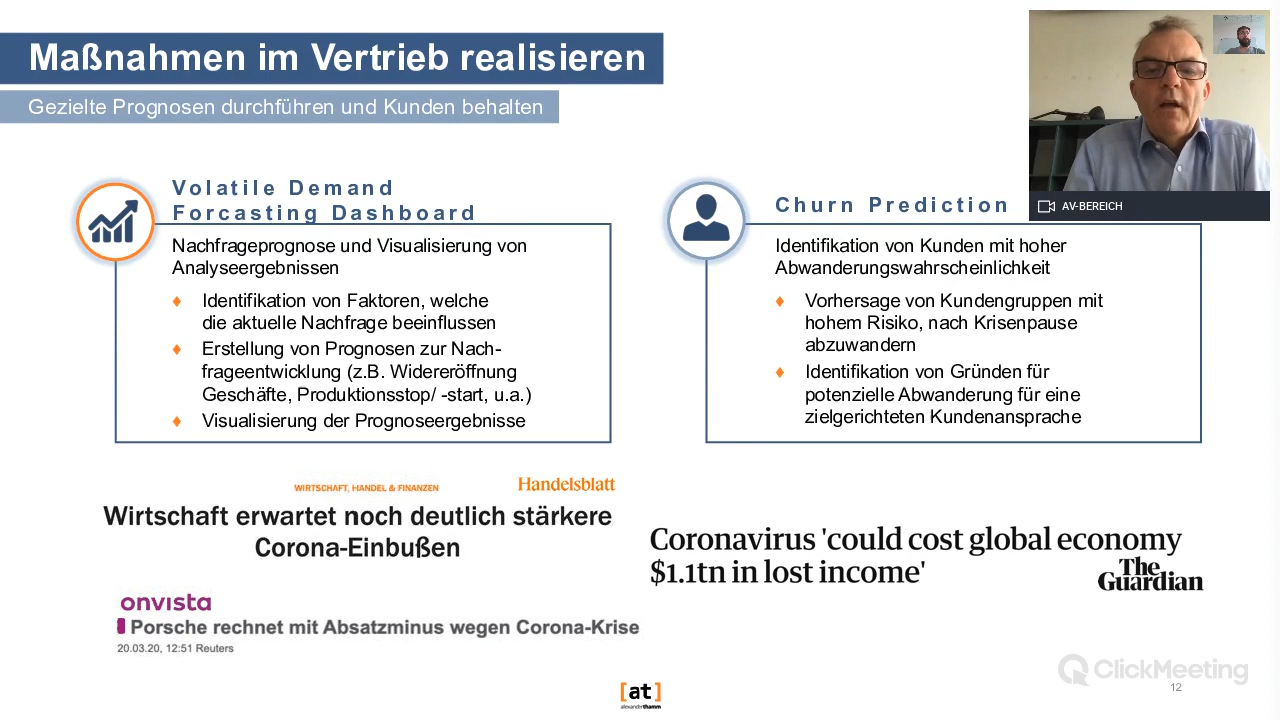 Maßnahmen im Vertrieb realisieren
Gezielte Prognosen durchführen und Kunden behalten
AV-BEREICH
Volatile Demand
Forcasting Dashboard
Nachfrageprognose und Visualisierung von
Analyseergebnissen
Identifikation von Faktoren, welche
die aktuelle Nachfrage beeinflussen
Erstellung von Prognosen zur Nach-
frageentwicklung (z.B. Widereröffnung
Geschäfte, Produktionsstop/ -start, u.a.)
Visualisierung der Prognoseergebnisse
Churn Prediction
Identifikation von Kunden mit hoher
Abwanderungswahrscheinlichkeit
Vorhersage von Kundengruppen mit
hohem Risiko, nach Krisenpause
abzuwandern
Identifikation von Gründen für
potenzielle Abwanderung für eine
zielgerichteten Kundenansprache
WIRTSCHAFT, HANDEL & FINANZEN
Handelsblatt
Wirtschaft erwartet noch deutlich stärkere
Corona-Einbußen
onvista
Porsche rechnet mit Absatzminus wegen Corona-Krise
20.03.20, 12:51 Reuters
Coronavirus 'could cost global economy
$1.1tn in lost income'
The
Guardian
[at]
alexanderthamm
ClickMeeting
12